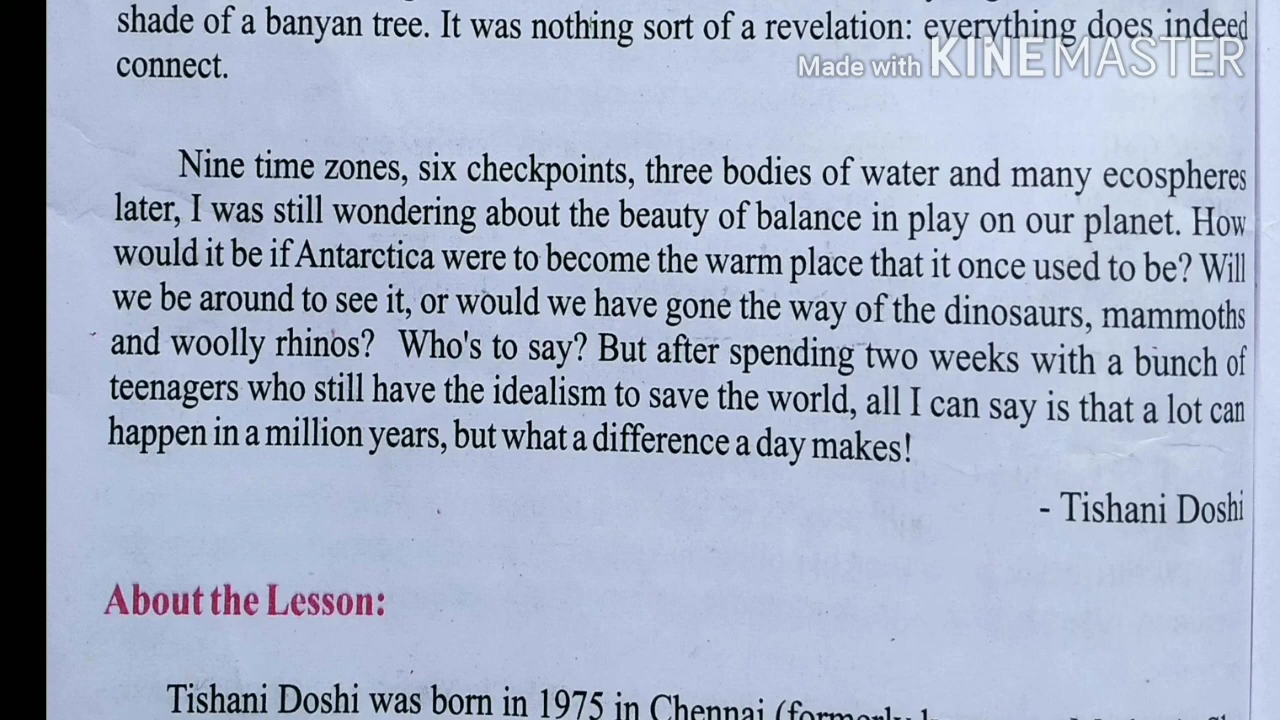 shade of a banyan tree. It was nothing sort of a revelation: everything does indeed
connect.
Made with KINEMASTER
Nine time zones, six checkpoints, three bodies of water and many ecospheres
later, I was still wondering about the beauty of balance in play on our planet. How
would it be if Antarctica were to become the warm place that it once used to be? Will
we be around to see it, or would we have gone the way of the dinosaurs, mammoths
and woolly rhinos? Who's to say? But after spending two weeks with a bunch of
teenagers who still have the idealism to save the world, all I can say is that a lot can
happen in a million years, but what a difference a day makes!
- Tishani Doshi
About the Lesson:
Tishani Doshi was born in 1975 in Chennai (formerly